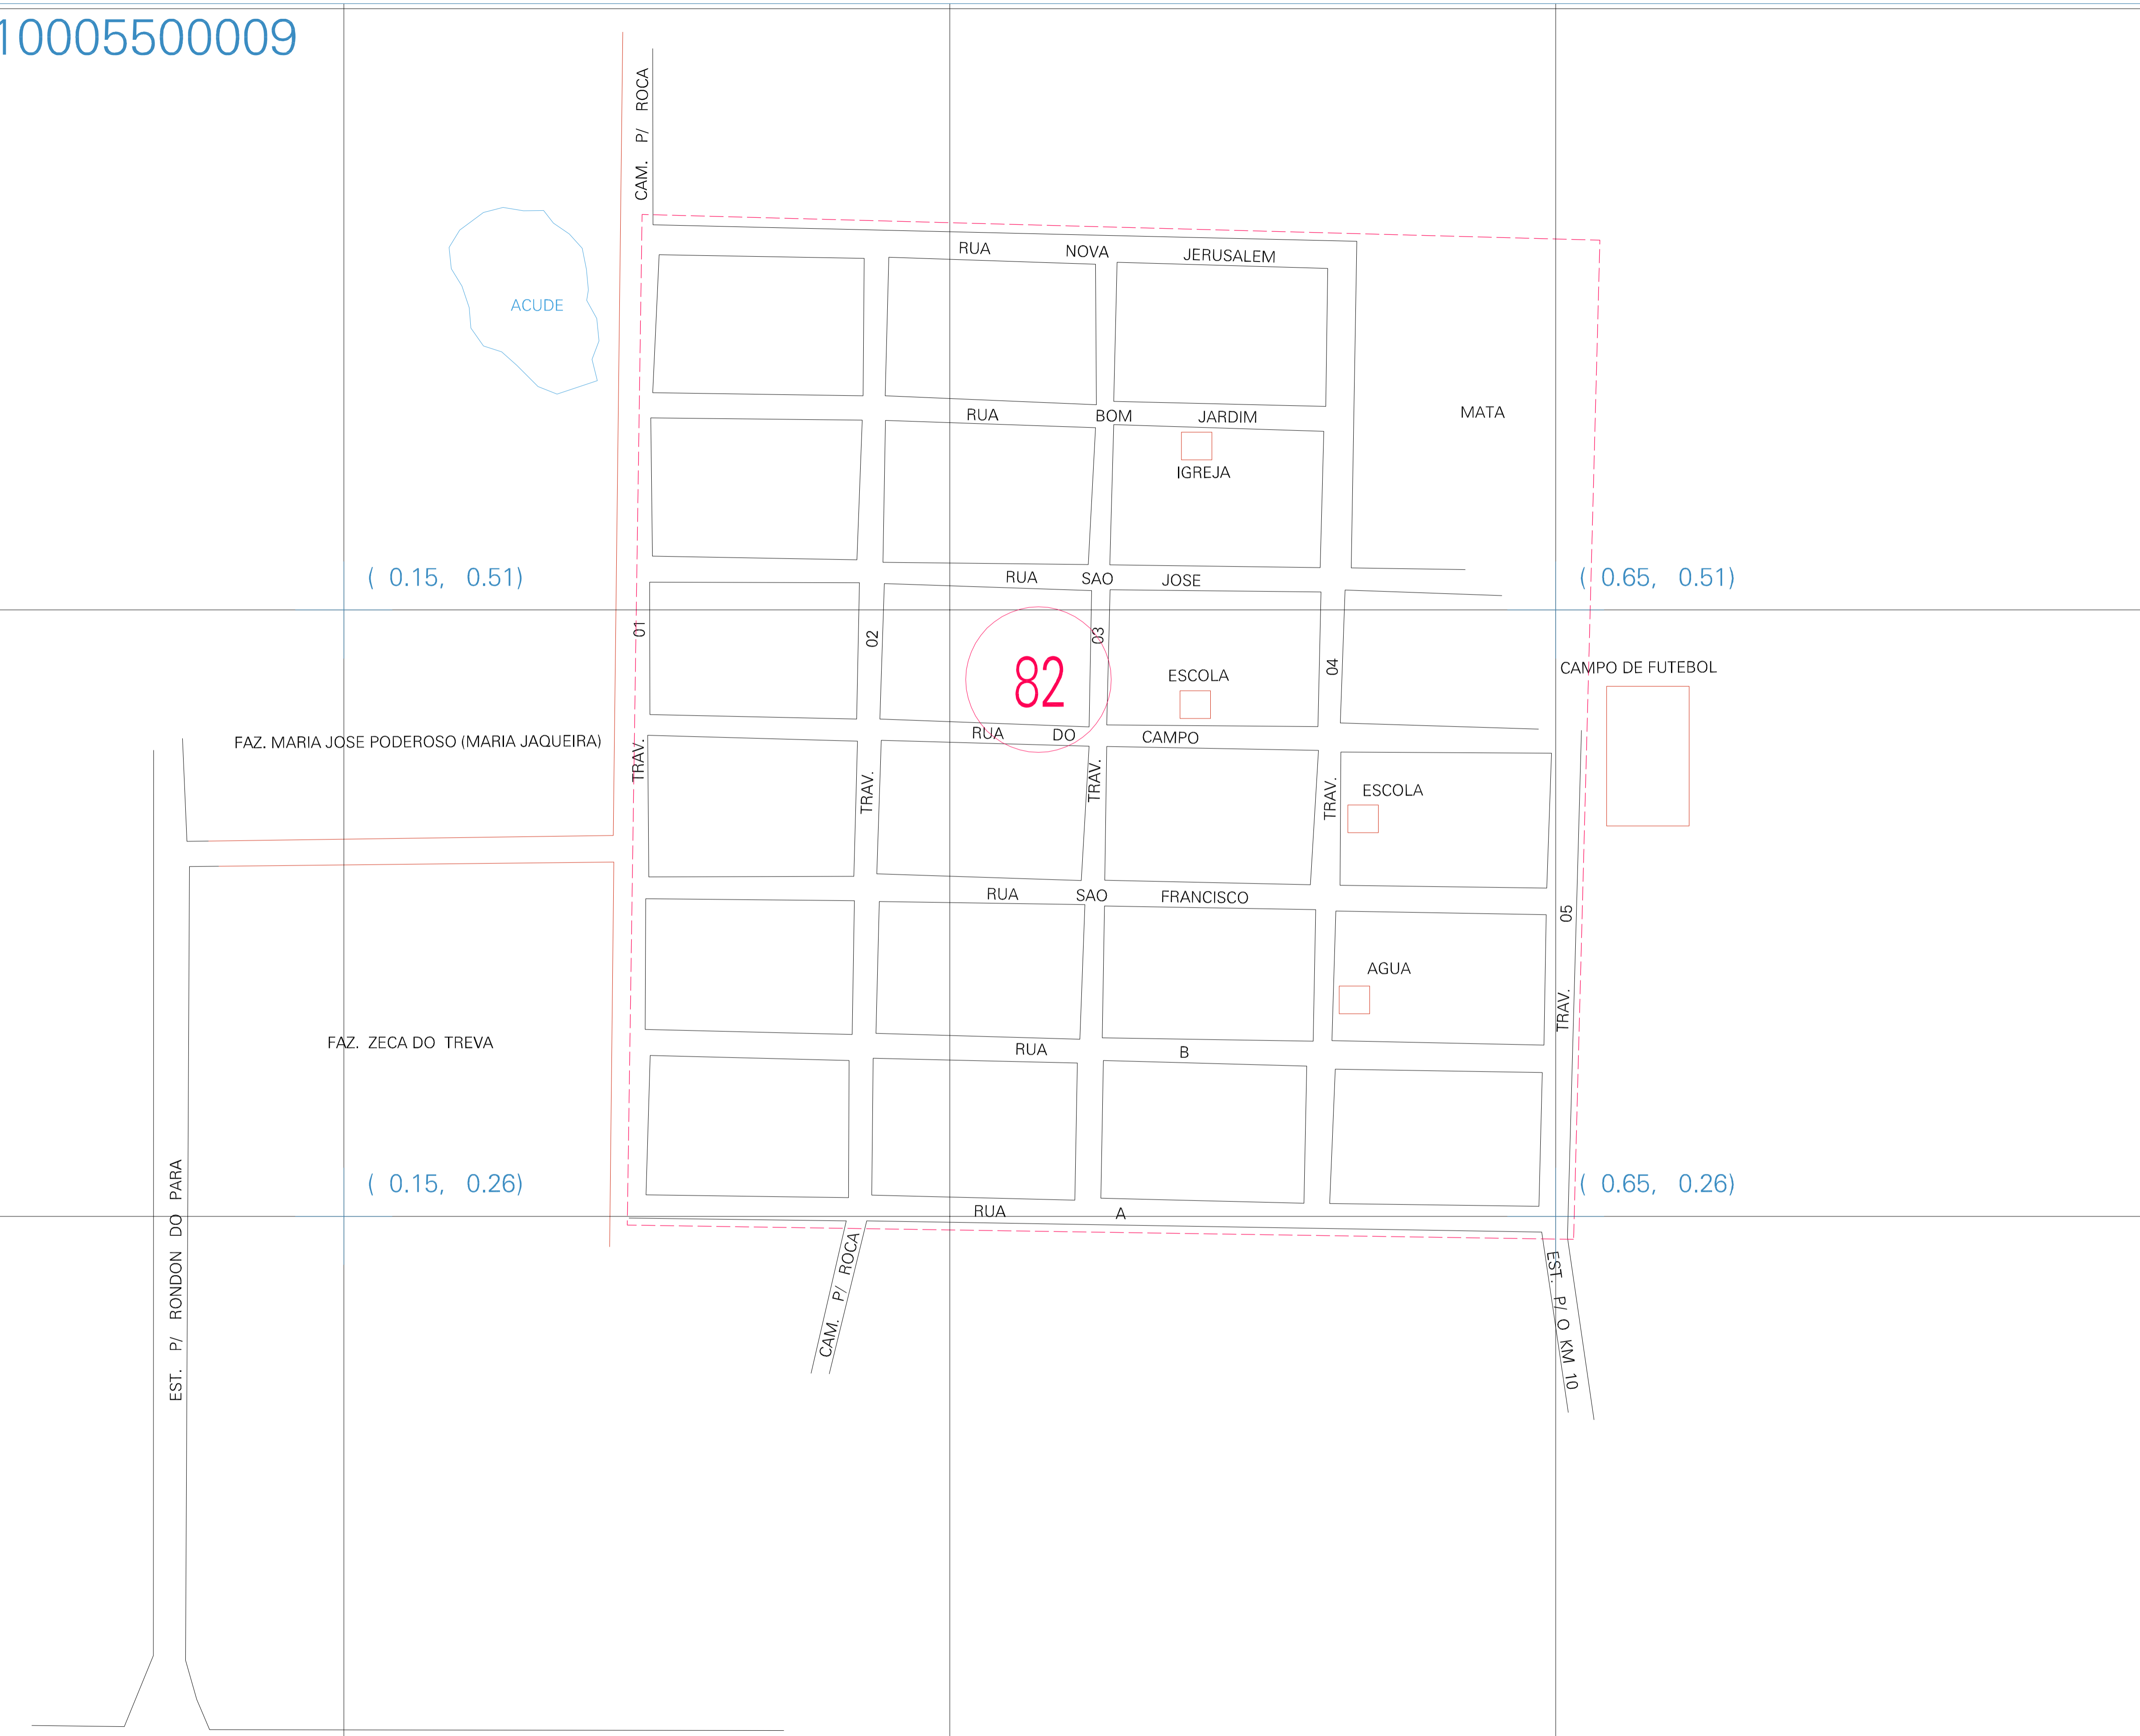 10005500009
CAM. P/ ROCA
RUA NOVA JERUSALEM
ACUDE
RUA BOM JARDIM
MATA
IGREJA
( 0.15, 0.51)
RUA SAO JOSE
( 0.65, 0.51)
TRAV. 01
TRAV. 02
TRAV. 03
TRAV. 04
82
ESCOLA
CAMPO DE FUTEBOL
FAZ. MARIA JOSE PODEROSO (MARIA JAQUEIRA)
RUA DO CAMPO
ESCOLA
RUA SAO FRANCISCO
TRAV. 05
AGUA
FAZ. ZECA DO TREVA
RUA B
( 0.15, 0.26)
( 0.65, 0.26)
RUA A
EST. P/ RONDON DO PARA
CAM. P/ ROCA
EST. P/ O KM 10